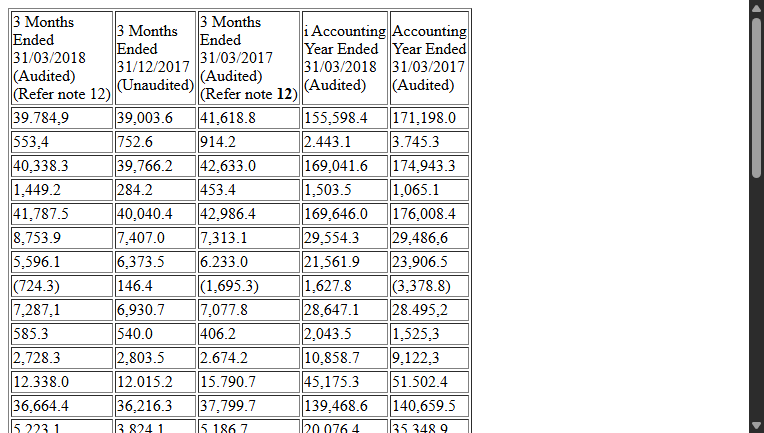 3 Months Ended 31/03/2018 (Audited) (Refer note 12) 3 Months Ended 31/12/2017 (Unaudited) 3 Months Ended 31/03/2017 (Audited) (Refer note 12) i Accounting Year Ended 31/03/2018 (Audited) Accounting Year Ended 31/03/2017 (Audited)
39.784,9 39,003.6 41,618.8 155,598.4 171,198.0
553,4 752.6 914.2 2.443.1 3.745.3
40,338.3 39,766.2 42,633.0 169,041.6 174,943.3
1,449.2 284.2 453.4 1,503.5 1,065.1
41,787.5 40,040.4 42,986.4 169,646.0 176,008.4
8,753.9 7,407.0 7,313.1 29,554.3 29,486,6
5,596.1 6,373.5 6.233.0 21,561.9 23,906.5
(724.3) 146.4 (1,695.3) 1,627.8 (3,378.8)
7,287,1 6,930.7 7,077.8 28,647.1 28.495,2
585.3 540.0 406.2 2,043.5 1,525,3
2,728.3 2,803.5 2.674.2 10,858.7 9,122,3
12.338.0 12.015.2 15.790.7 45,175.3 51.502.4
36,664.4 36,216.3 37,799.7 139,468.6 140,659.5
5,223.1 3,824.1 5,186.7 20,076.4 35,348.9